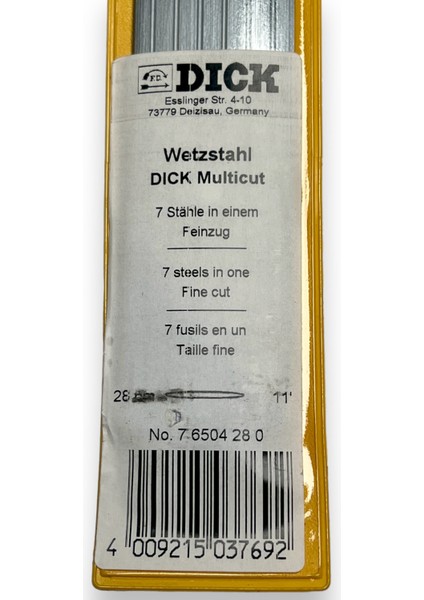 F.D. DICK
Esslinger Str. 4-10
73779 Deizisau, Germany
Wetzstahl
DICK Multicut
7 Stähle in einem
Feinzug
7 steels in one
Fine cut
7 fusils en un
Taille fine
28 11'
No. 7 6504 28 0
4 009215 037692